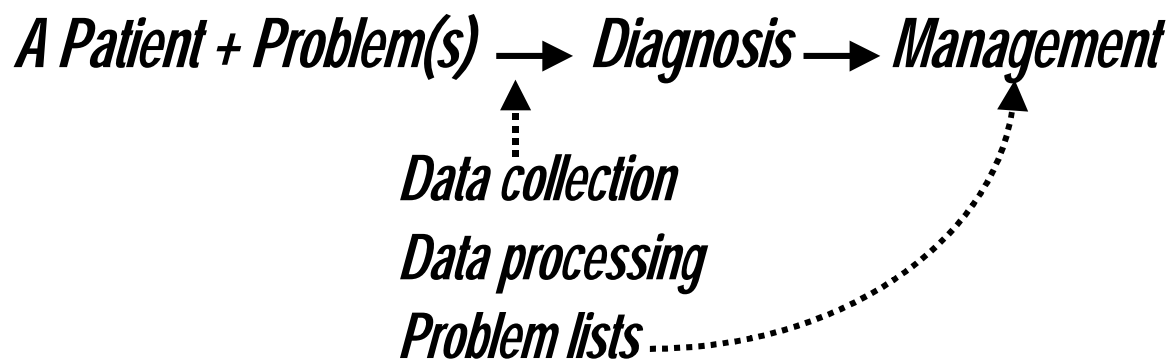 A Patient + Problem(s) → Diagnosis → Management
Data collection
Data processing
Problem lists